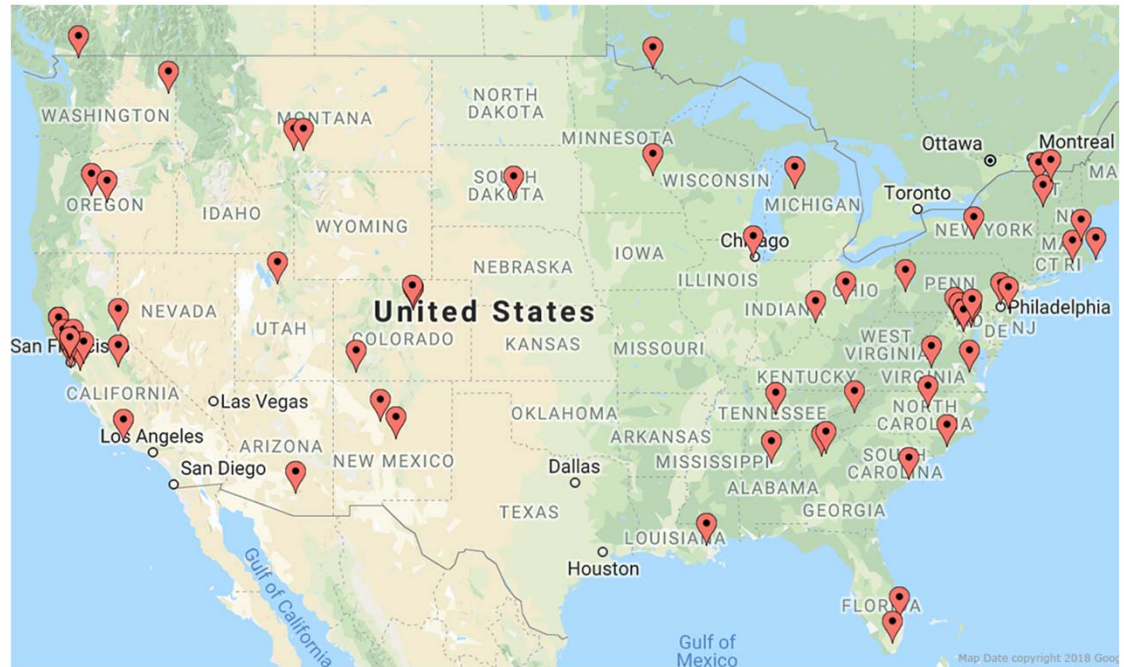 Ottawa
Montreal
WASHINGTON
MONTANA
NORTH
DAKOTA
MINNESOTA
MA
WISCONSIN
SOUTH
DAKOTA
MICHIGAN
Toronto
OREGON
IDAHO
WYOMING
NEW YORK
Chicago
IOWA
MA
CT RI
NEBRASKA
ILLINOIS
OHIO
PENN
INDIANA
United States
NEVADA
UTAH
COLORADO
KANSAS
MISSOURI
WEST
VIRGINIA
DE NJ
Philadelphia
San Francisco
KENTUCKY
VIRGINIA
CALIFORNIA
Las Vegas
OKLAHOMA
TENNESSEE
NORTH
CAROLINA
Los Angeles
ARIZONA
NEW MEXICO
ARKANSAS
MISSISSIPPI
SOUTH
CAROLINA
San Diego
Dallas
ALABAMA
GEORGIA
TEXAS
LOUISIANA
Houston
Gulf of California
FLORIDA
Gulf of
Mexico
Map Date copyright 2018 Goog